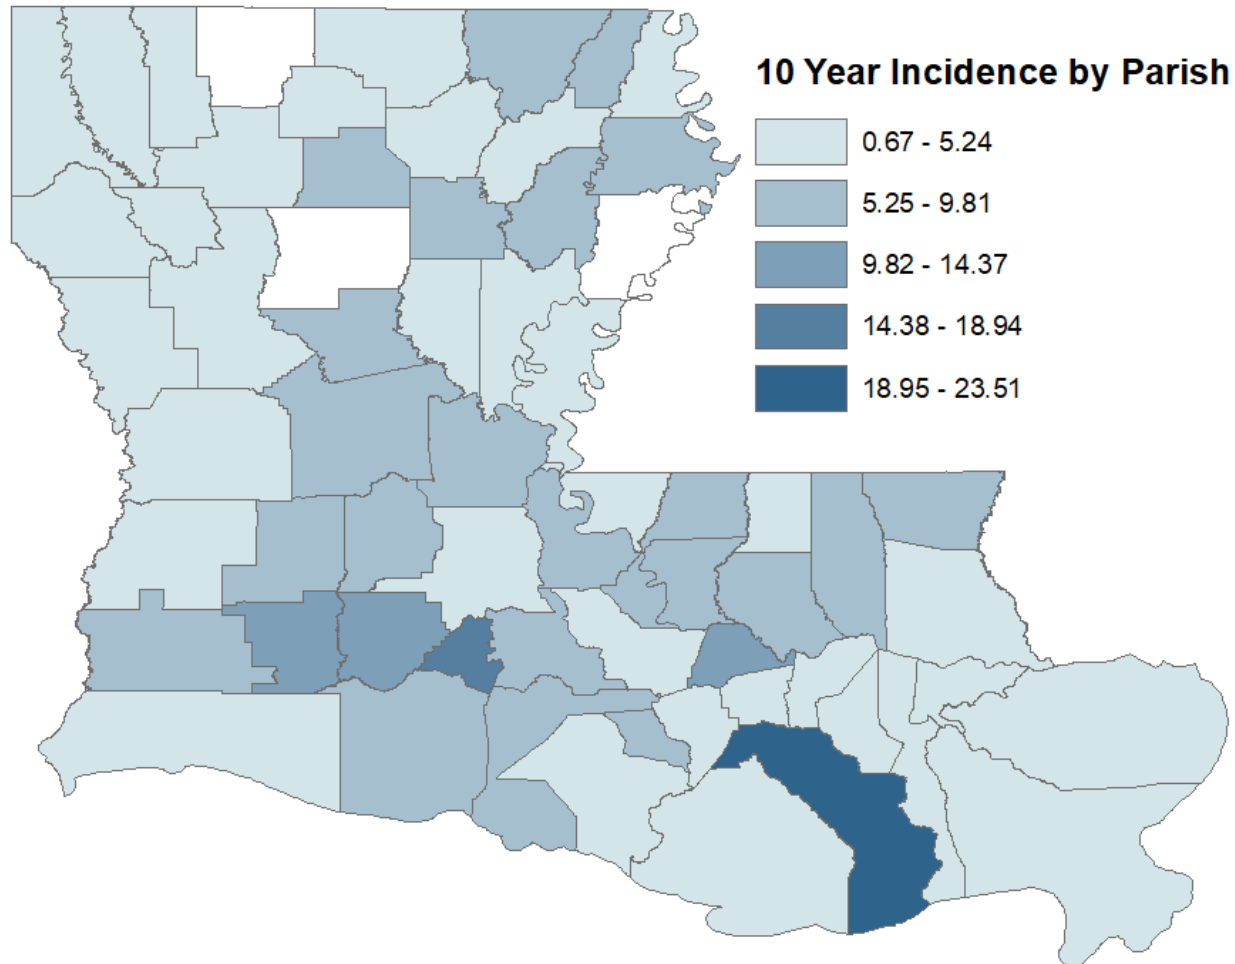 10 Year Incidence by Parish
0.67 - 5.24
5.25 - 9.81
9.82 - 14.37
14.38 - 18.94
18.95 - 23.51